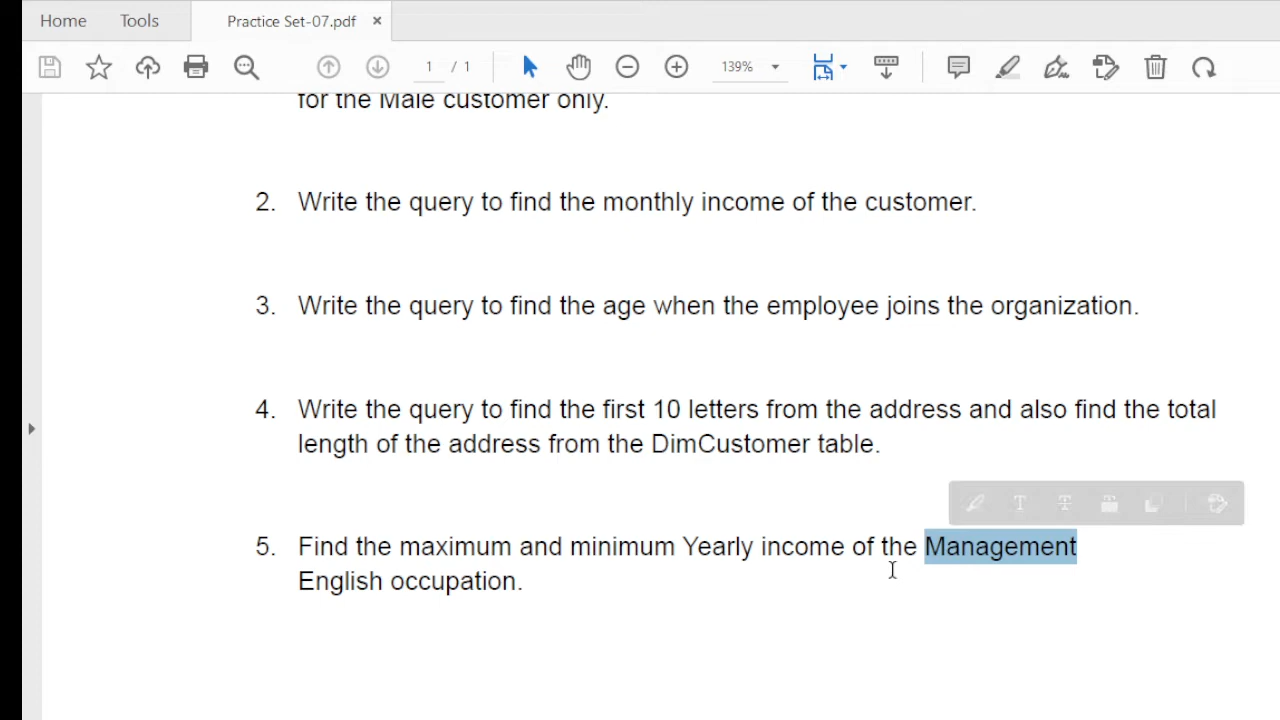 Home Tools Practice Set-07.pdf ×
1 / 1 139%
for the Male customer only.
2. Write the query to find the monthly income of the customer.
3. Write the query to find the age when the employee joins the organization.
4. Write the query to find the first 10 letters from the address and also find the total
length of the address from the DimCustomer table.
5. Find the maximum and minimum Yearly income of the Management
English occupation.